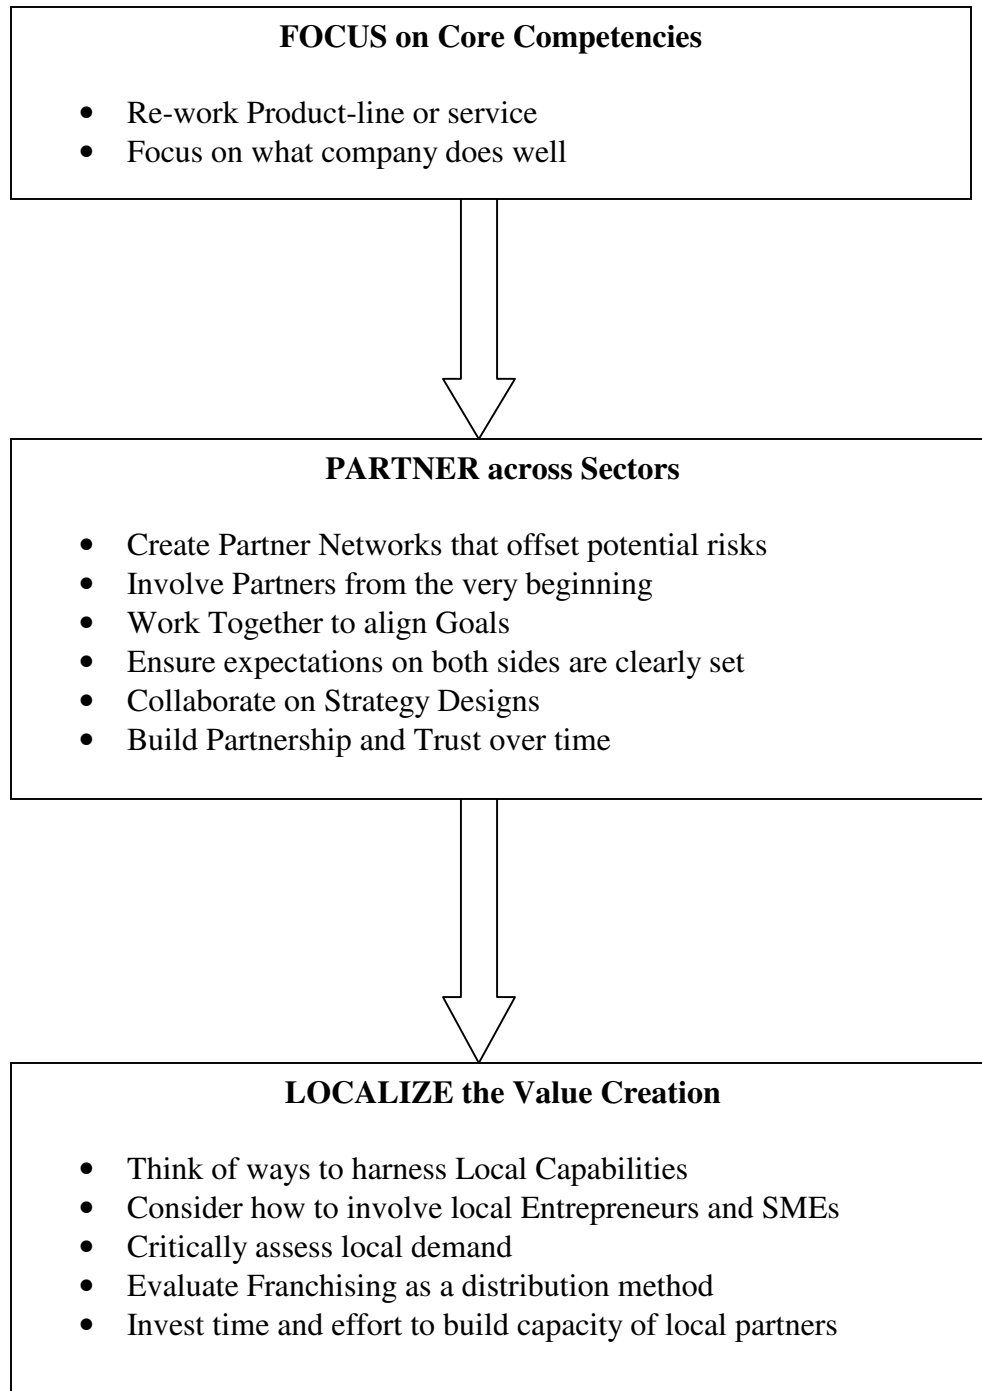 FOCUS on Core Competencies
• Re-work Product-line or service
• Focus on what company does well
PARTNER across Sectors
• Create Partner Networks that offset potential risks
• Involve Partners from the very beginning
• Work Together to align Goals
• Ensure expectations on both sides are clearly set
• Collaborate on Strategy Designs
• Build Partnership and Trust over time
LOCALIZE the Value Creation
• Think of ways to harness Local Capabilities
• Consider how to involve local Entrepreneurs and SMEs
• Critically assess local demand
• Evaluate Franchising as a distribution method
• Invest time and effort to build capacity of local partners